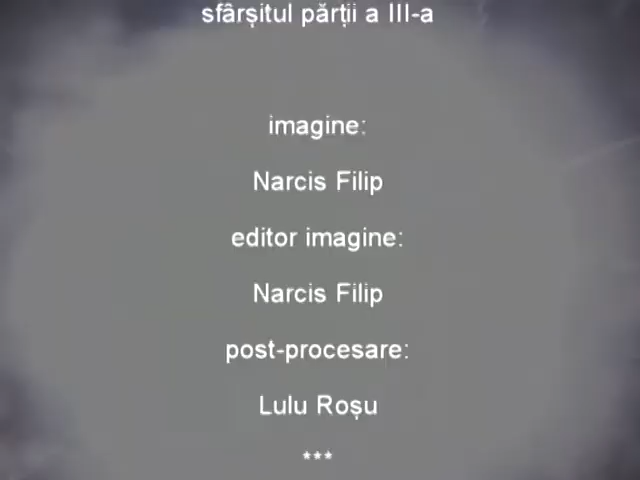 sfârșitul părții a III-a
imagine:
Narcis Filip
editor imagine:
Narcis Filip
post-procesare:
Lulu Roșu
***